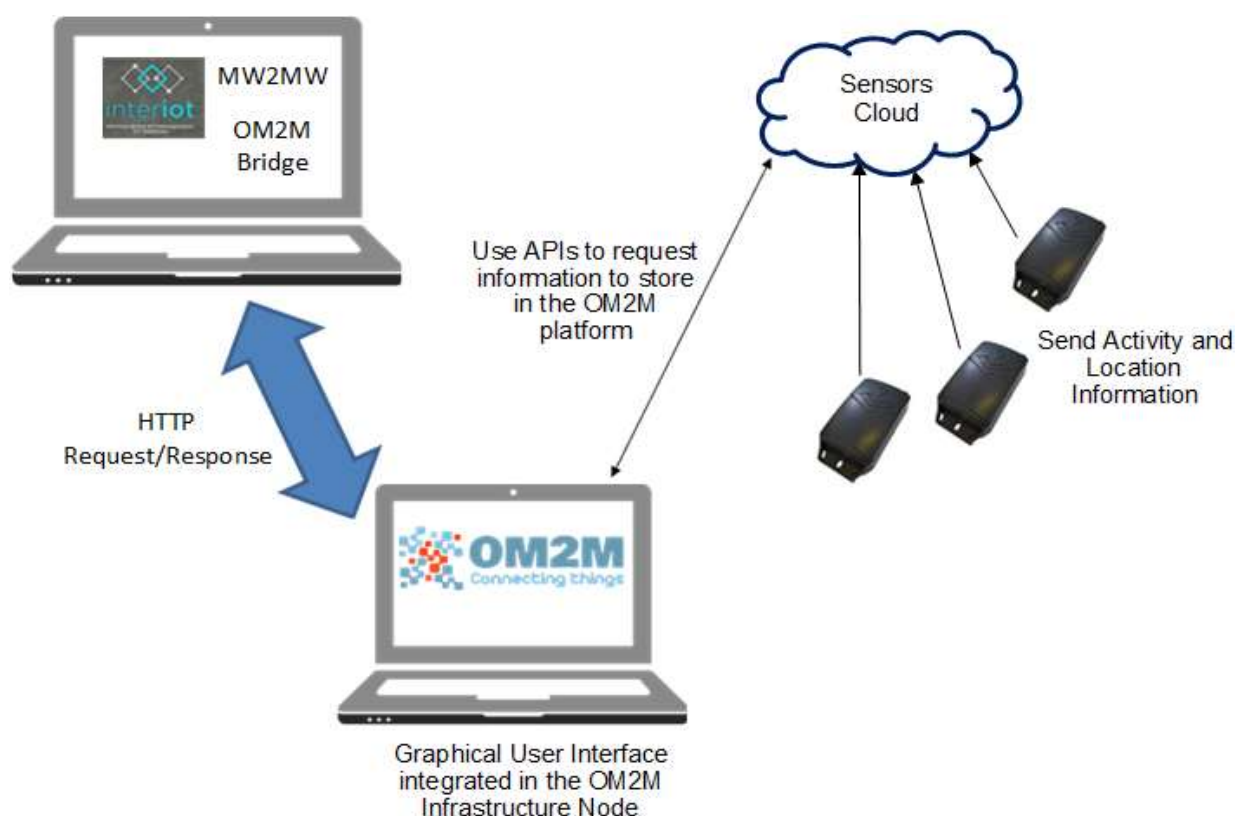 interiot
MW2MW
OM2M
Bridge
Sensors
Cloud
Use APIs to request
information to store
in the OM2M
platform
Send Activity and
Location
Information
HTTP
Request/Response
OM2M
Connecting things
Graphical User Interface
integrated in the OM2M
Infrastructure Node